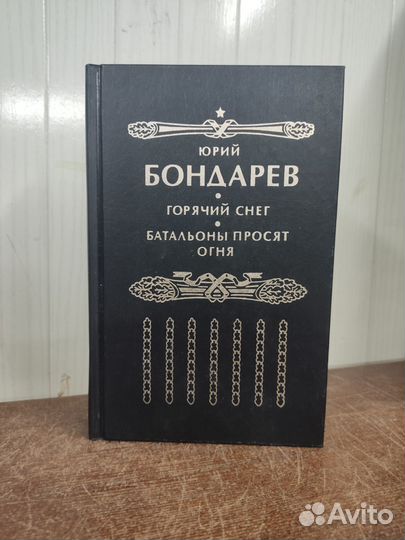 ЮРИЙ
БОНДАРЕВ
ГОРЯЧИЙ СНЕГ
БАТАЛЬОНЫ ПРОСЯТ
ОГНЯ
Avito